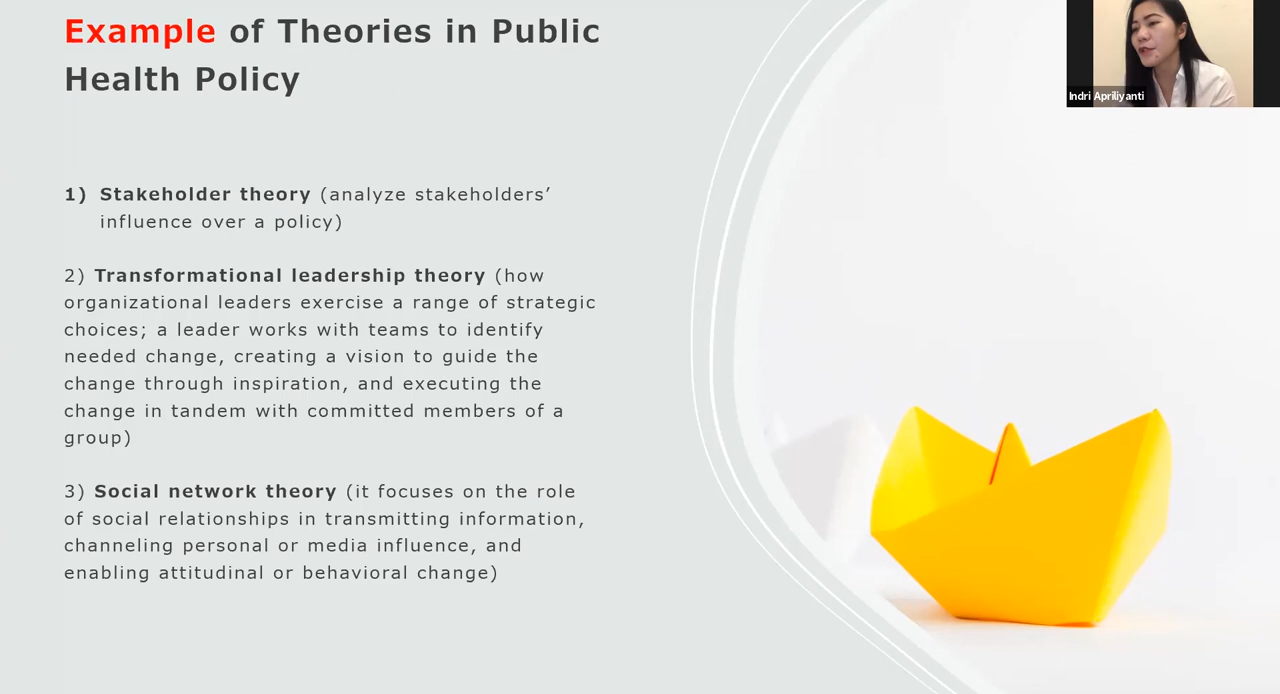 Example of Theories in Public
Health Policy
Indri Apriliyanti
1) Stakeholder theory (analyze stakeholders’
influence over a policy)
2) Transformational leadership theory (how
organizational leaders exercise a range of strategic
choices; a leader works with teams to identify
needed change, creating a vision to guide the
change through inspiration, and executing the
change in tandem with committed members of a
group)
3) Social network theory (it focuses on the role
of social relationships in transmitting information,
channeling personal or media influence, and
enabling attitudinal or behavioral change)